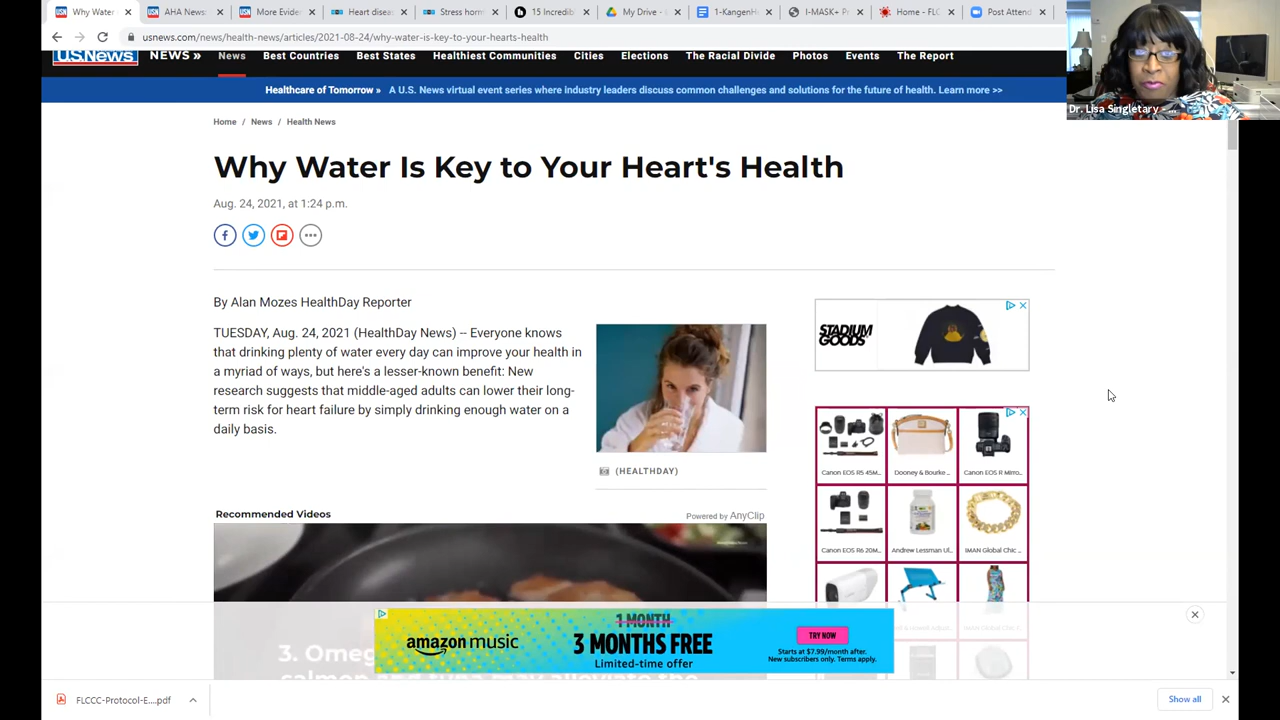 Why Water
AHA News:
More Evide
Heart diseas
Stress horm
15 Incredib
My Drive -
1-KangenH
I-MASK+ P
Home - FLC
Post Attend
usnews.com/news/health-news/articles/2021-08-24/why-water-is-key-to-your-hearts-health
U.S.News NEWS » News Best Countries Best States Healthiest Communities Cities Elections The Racial Divide Photos Events The Report
Dr. Lisa Singletary - ...
Healthcare of Tomorrow » A U.S. News virtual event series where industry leaders discuss common challenges and solutions for the future of health. Learn more >>
Home / News / Health News
Why Water Is Key to Your Heart's Health
Aug. 24, 2021, at 1:24 p.m.
By Alan Mozes HealthDay Reporter
TUESDAY, Aug. 24, 2021 (HealthDay News) -- Everyone knows
that drinking plenty of water every day can improve your health in
a myriad of ways, but here's a lesser-known benefit: New
research suggests that middle-aged adults can lower their long-
term risk for heart failure by simply drinking enough water on a
daily basis.
(HEALTHDAY)
STADIUM
GOODS
Canon EOS R5 45M...
Dooney & Bourke ...
Canon EOS R Mirro...
Canon EOS R6 20M...
Andrew Lessman Ul...
IMAN Global Chic ...
Recommended Videos
Powered by AnyClip
amazon music
1 MONTH
3 MONTHS FREE
Limited-time offer
TRY NOW
Starts at $7.99/month after.
New subscribers only. Terms apply.
3. Omeg
FLCCC-Protocol-E....pdf
Show all